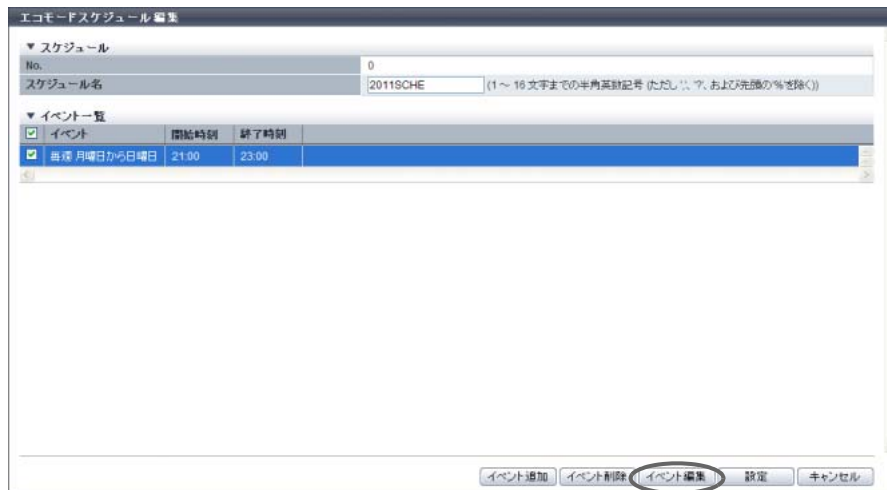 エコモードスケジュール編集
▼ スケジュール
No. 0
スケジュール名 2011SCHE (1 ~ 16 文字までの半角英数記号 (ただし、',', '?', および先頭の'%'を除く))
▼ イベント一覧
イベント 開始時刻 終了時刻
毎週 月曜日から日曜日 21:00 23:00
イベント追加 イベント削除 イベント編集 設定 キャンセル